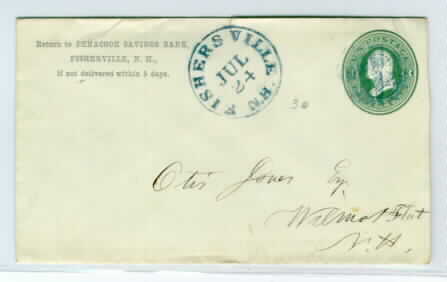 Return to PENACOOK SAVINGS BANK,
FISHERVILLE, N. H.,
If not delivered within 5 days.
FISHERSVILLE N.H.
JUL
24
30
U.S. POSTAGE
Otis Jones Esq.
Wilmot Flat
N.H.